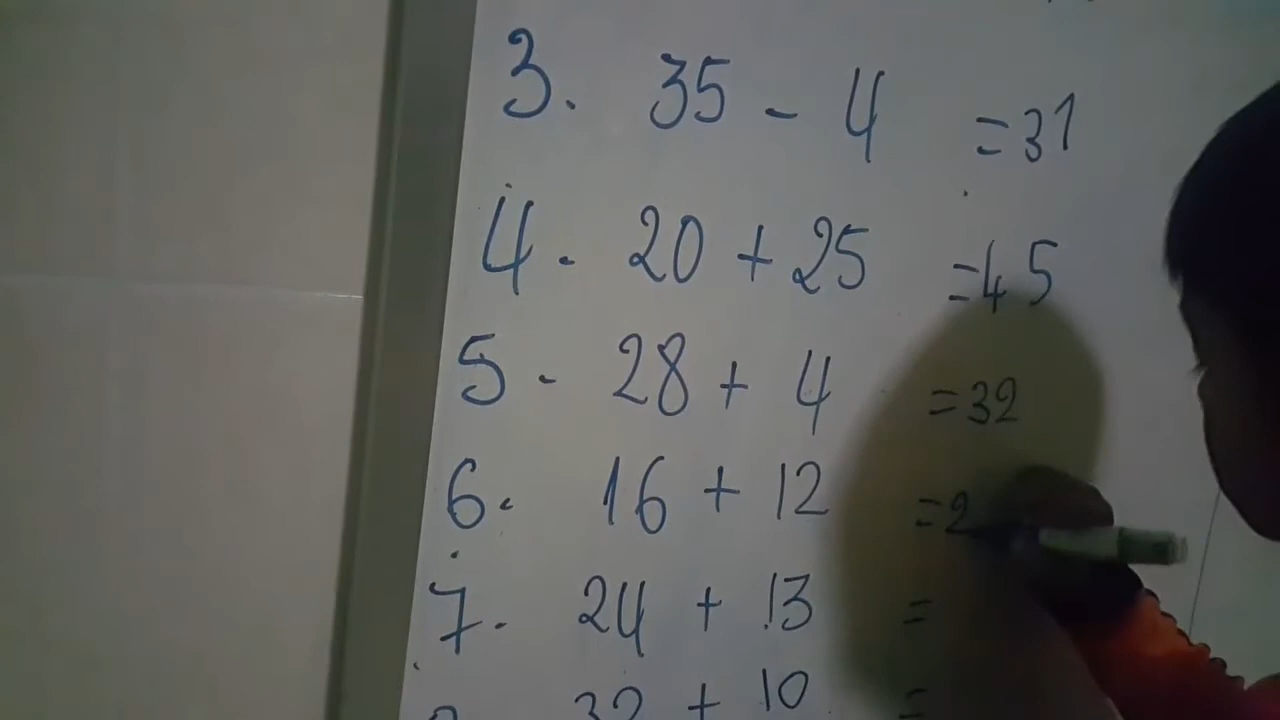 3. 35 - 4 = 31
4. 20 + 25 = 45
5. 28 + 4 = 32
6. 16 + 12 = 2
7. 24 + 13 =
32 + 10 =